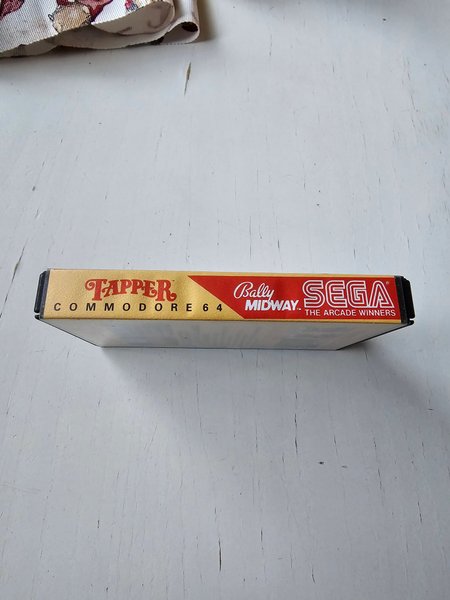 TAPPER®
COMMODORE 64
Bally
MIDWAY.
SEGA®
THE ARCADE WINNERS